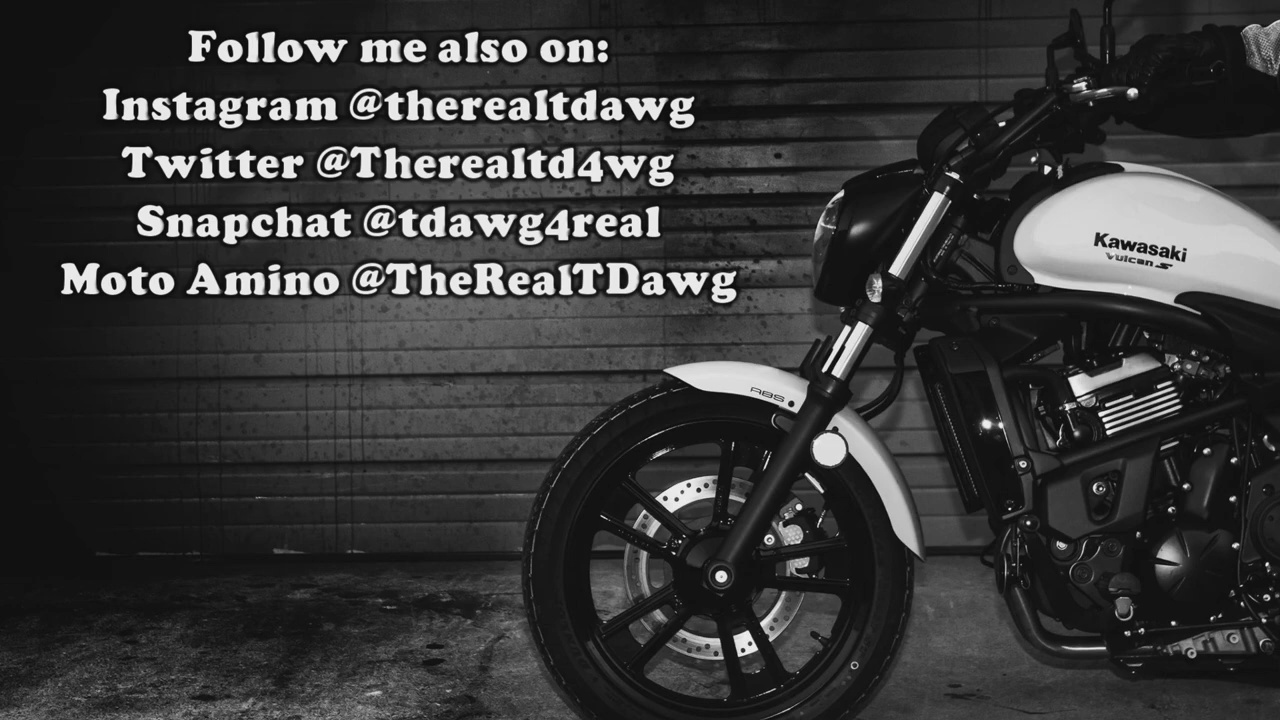 Follow me also on:
Instagram @therealtdawg
Twitter @Therealtd4wg
Snapchat @tdawg4real
Moto Amino @TheRealTDawg
Kawasaki
Vulcan S
ABS